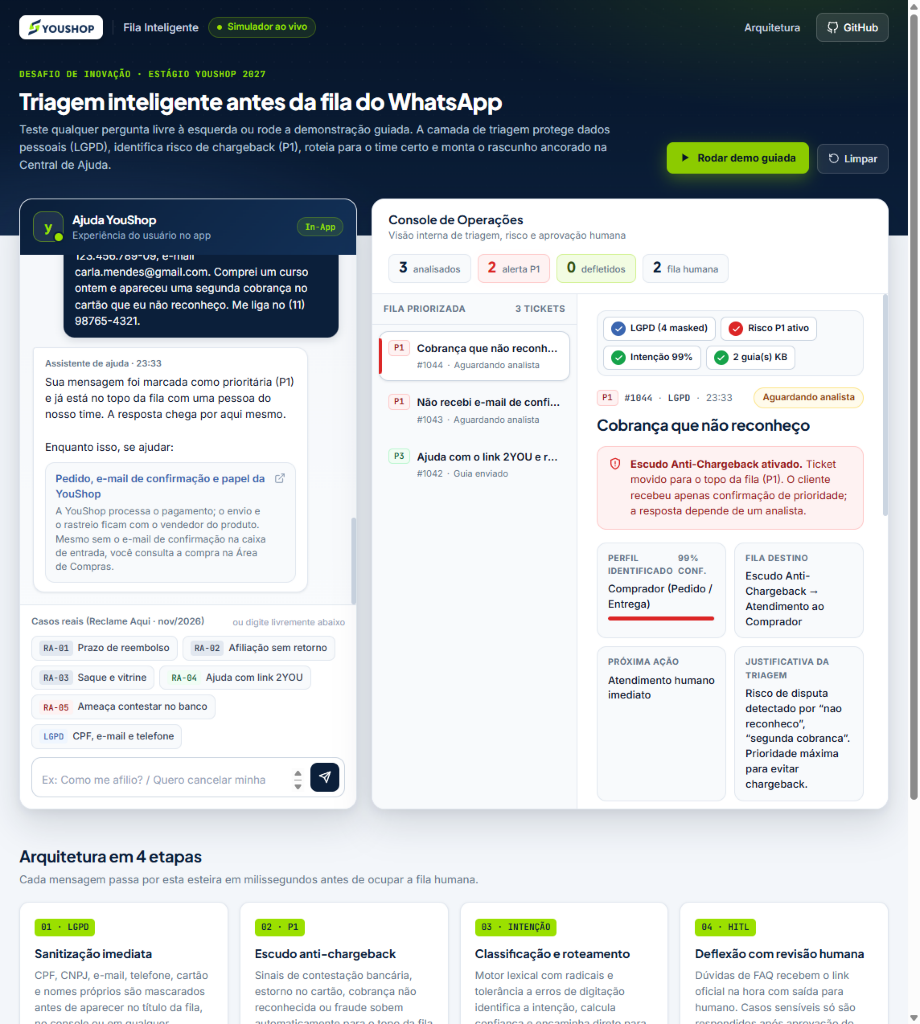 YOUSHOP
Fila Inteligente
Simulador ao vivo
Arquitetura
GitHub
DESAFIO DE INOVAÇÃO · ESTÁGIO YOUSHOP 2027
Triagem inteligente antes da fila do WhatsApp
Teste qualquer pergunta livre à esquerda ou rode a demonstração guiada. A camada de triagem protege dados
pessoais (LGPD), identifica risco de chargeback (P1), roteia para o time certo e monta o rascunho ancorado na
Central de Ajuda.
Rodar demo guiada
Limpar
y
Ajuda YouShop
Experiência do usuário no app
In-App
123.456.789-09, e-mail
carla.mendes@gmail.com. Comprei um curso
ontem e apareceu uma segunda cobrança no
cartão que eu não reconheço. Me liga no (11)
98765-4321.
Assistente de ajuda · 23:33
Sua mensagem foi marcada como prioritária (P1)
e já está no topo da fila com uma pessoa do
nosso time. A resposta chega por aqui mesmo.
Enquanto isso, se ajudar:
Pedido, e-mail de confirmação e papel da
YouShop
A YouShop processa o pagamento; o envio e
o rastreio ficam com o vendedor do produto.
Mesmo sem o e-mail de confirmação na caixa
de entrada, você consulta a compra na Área
de Compras.
Casos reais (Reclame Aqui · nov/2026)
ou digite livremente abaixo
RA-01 Prazo de reembolso
RA-02 Afiliação sem retorno
RA-03 Saque e vitrine
RA-04 Ajuda com link 2YOU
RA-05 Ameaça contestar no banco
LGPD CPF, e-mail e telefone
Ex: Como me afilio? / Quero cancelar minha
Console de Operações
Visão interna de triagem, risco e aprovação humana
3 analisados
2 alerta P1
0 defletidos
2 fila humana
FILA PRIORIZADA
3 TICKETS
P1 Cobrança que não reconh...
#1044 · Aguardando analista
P1 Não recebi e-mail de confi...
#1043 · Aguardando analista
P3 Ajuda com o link 2YOU e r...
#1042 · Guia enviado
LGPD (4 masked)
Risco P1 ativo
Intenção 99%
2 guia(s) KB
P1 #1044 · LGPD · 23:33
Aguardando analista
Cobrança que não reconheço
Escudo Anti-Chargeback ativado. Ticket
movido para o topo da fila (P1). O cliente
recebeu apenas confirmação de prioridade;
a resposta depende de um analista.
PERFIL IDENTIFICADO
99% CONF.
Comprador (Pedido /
Entrega)
FILA DESTINO
Escudo Anti-
Chargeback →
Atendimento ao
Comprador
PRÓXIMA AÇÃO
Atendimento humano
imediato
JUSTIFICATIVA DA
TRIAGEM
Risco de disputa
detectado por “nao
reconheco”,
“segunda cobranca”.
Prioridade máxima
para evitar
chargeback.
Arquitetura em 4 etapas
Cada mensagem passa por esta esteira em milissegundos antes de ocupar a fila humana.
01 · LGPD
Sanitização imediata
CPF, CNPJ, e-mail, telefone, cartão
e nomes próprios são mascarados
antes de aparecer no título da fila,
no console ou em qualquer
02 · P1
Escudo anti-chargeback
Sinais de contestação bancária,
estorno no cartão, cobrança não
reconhecida ou fraude sobem
automaticamente para o topo da fila
03 · INTENÇÃO
Classificação e roteamento
Motor lexical com radicais e
tolerância a erros de digitação
identifica a intenção, calcula
confiança e encaminha direto para
04 · HITL
Deflexão com revisão humana
Dúvidas de FAQ recebem o link
oficial na hora com saída para
humano. Casos sensíveis só são
respondidos após aprovação de